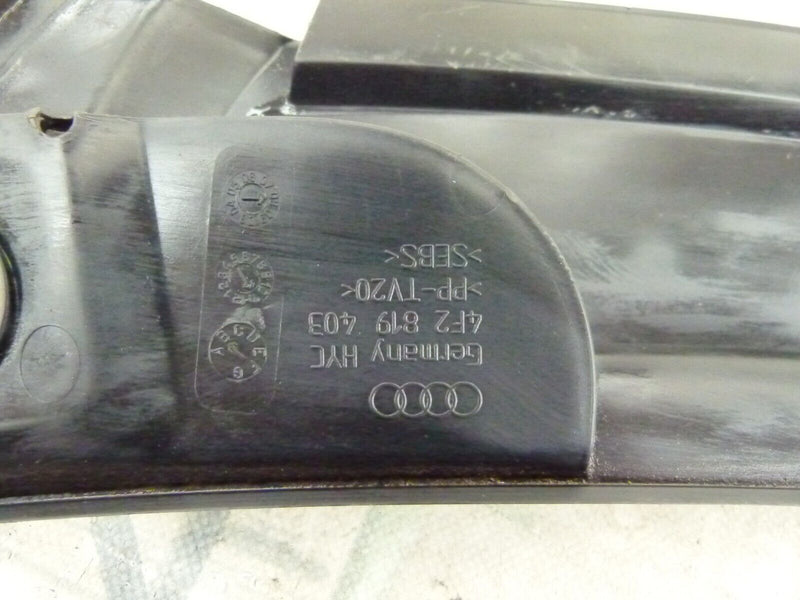 Germany HYC
4F2 819 403
>PP-TV20<
>SEBS<